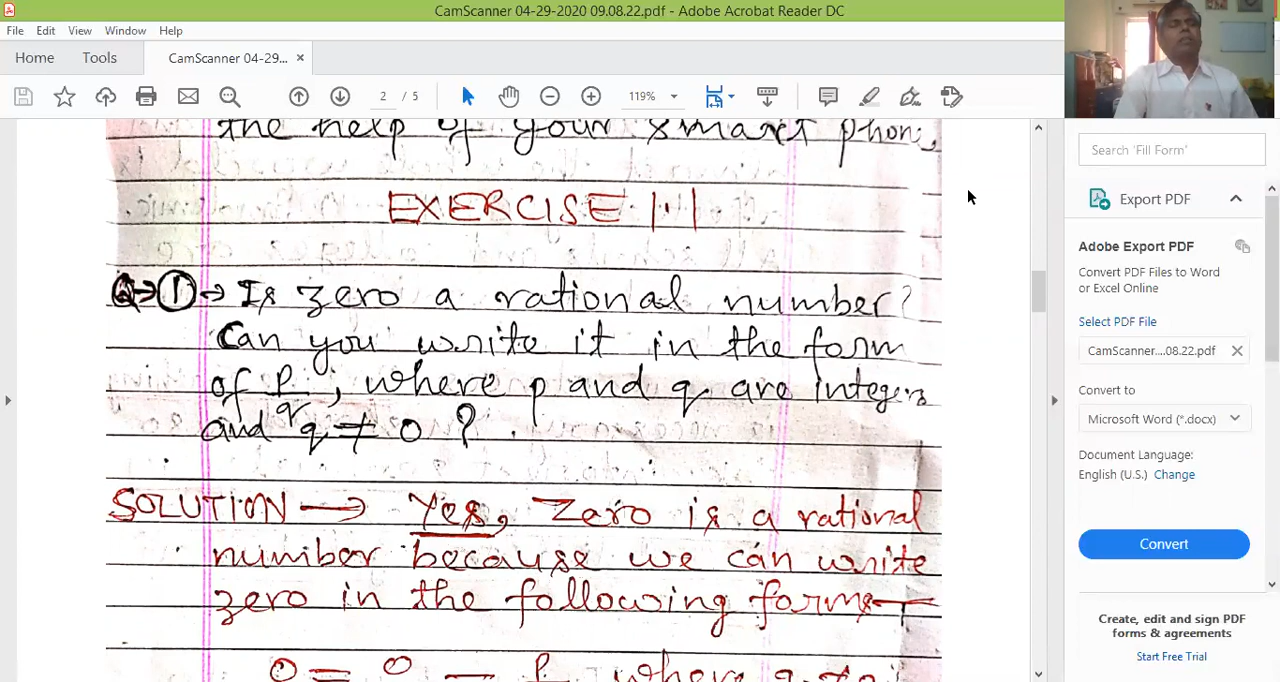 CamScanner 04-29-2020 09.08.22.pdf - Adobe Acrobat Reader DC
File Edit View Window Help
Home Tools CamScanner 04-29... ×
2 / 5 119%
the help of your smart phone,
EXERCISE 1.1
Q→ 1 → Is zero a rational number?
Can you write it in the form
of p/q, where p and q are integers
and q ≠ 0 ?
SOLUTION → Yes, Zero is a rational
number because we can write
zero in the following forms
0 = 0 = p, where q
Search 'Fill Form'
Export PDF
Adobe Export PDF
Convert PDF Files to Word
or Excel Online
Select PDF File
CamScanner....08.22.pdf ×
Convert to
Microsoft Word (*.docx)
Document Language:
English (U.S.) Change
Convert
Create, edit and sign PDF
forms & agreements
Start Free Trial